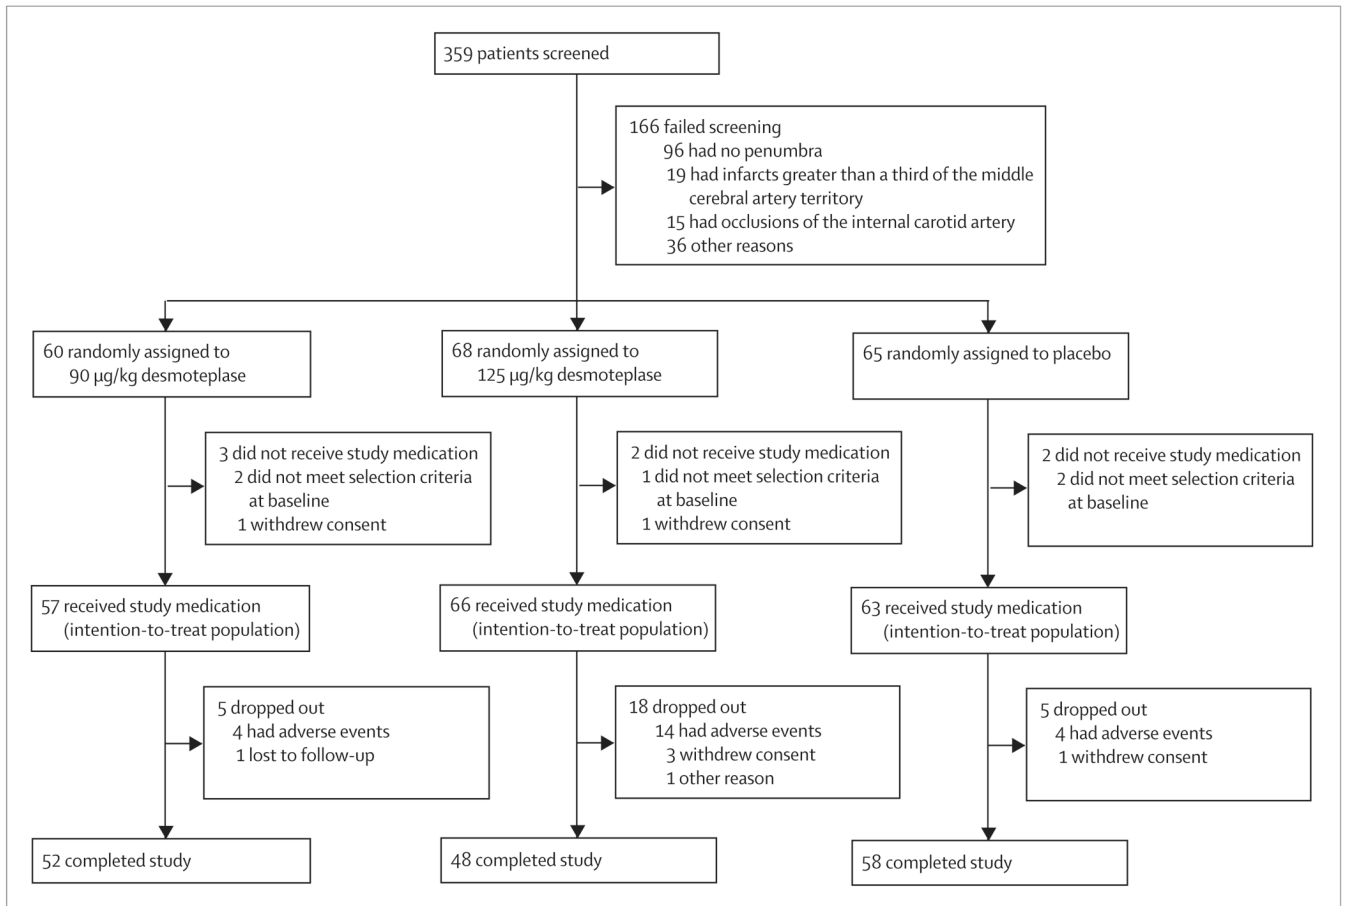 359 patients screened
166 failed screening
96 had no penumbra
19 had infarcts greater than a third of the middle
cerebral artery territory
15 had occlusions of the internal carotid artery
36 other reasons
60 randomly assigned to
90 µg/kg desmoteplase
68 randomly assigned to
125 µg/kg desmoteplase
65 randomly assigned to placebo
3 did not receive study medication
2 did not meet selection criteria
at baseline
1 withdrew consent
2 did not receive study medication
1 did not meet selection criteria
at baseline
1 withdrew consent
2 did not receive study medication
2 did not meet selection criteria
at baseline
57 received study medication
(intention-to-treat population)
66 received study medication
(intention-to-treat population)
63 received study medication
(intention-to-treat population)
5 dropped out
4 had adverse events
1 lost to follow-up
18 dropped out
14 had adverse events
3 withdrew consent
1 other reason
5 dropped out
4 had adverse events
1 withdrew consent
52 completed study
48 completed study
58 completed study